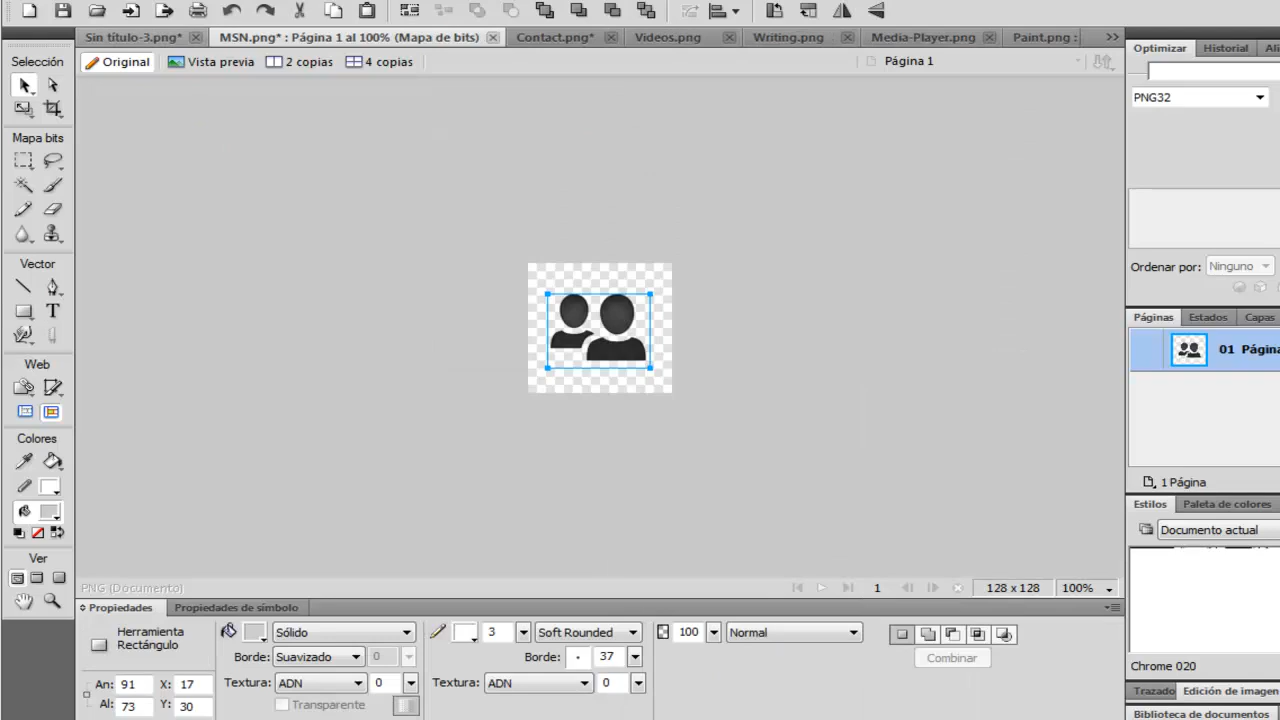 Sin título-3.png*
MSN.png* : Página 1 al 100% (Mapa de bits)
Contact.png*
Videos.png
Writing.png
Media-Player.png
Paint.png :
Selección
Original
Vista previa
2 copias
4 copias
Página 1
Optimizar
Historial
Ali
PNG32
Mapa bits
Vector
T
Web
Colores
Ver
Ordenar por:
Ninguno
Páginas
Estados
Capas
01 Página
1 Página
Estilos
Paleta de colores
Documento actual
Chrome 020
Trazado
Edición de imagen
Biblioteca de documentos
PNG (Documento)
1
128 x 128
100%
Propiedades
Propiedades de símbolo
Herramienta
Rectángulo
Sólido
3
Soft Rounded
100
Normal
Borde:
Suavizado
0
Borde:
37
Combinar
An:
91
X:
17
Textura:
ADN
0
Textura:
ADN
0
Al:
73
Y:
30
Transparente